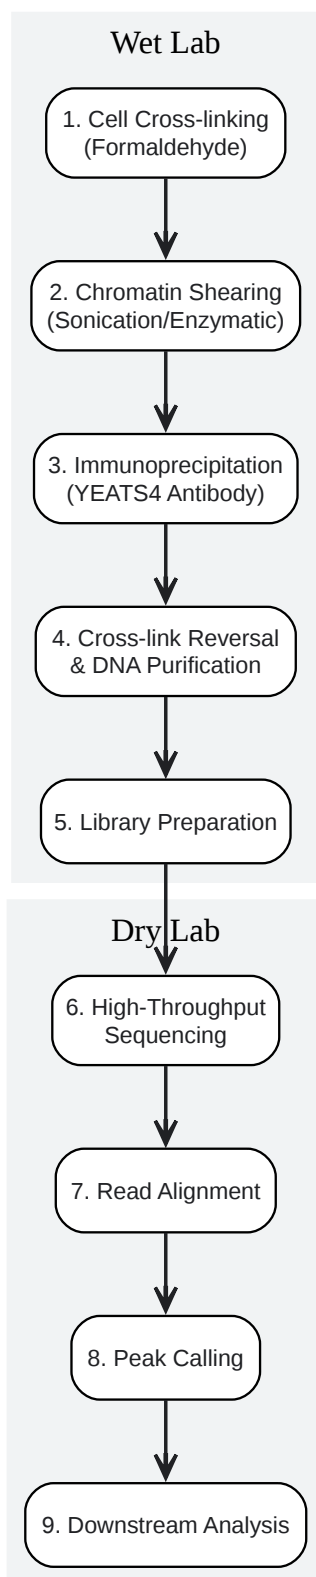 Wet Lab
1. Cell Cross-linking
(Formaldehyde)
2. Chromatin Shearing
(Sonication/Enzymatic)
3. Immunoprecipitation
(YEATS4 Antibody)
4. Cross-link Reversal
& DNA Purification
5. Library Preparation
Dry Lab
6. High-Throughput
Sequencing
7. Read Alignment
8. Peak Calling
9. Downstream Analysis